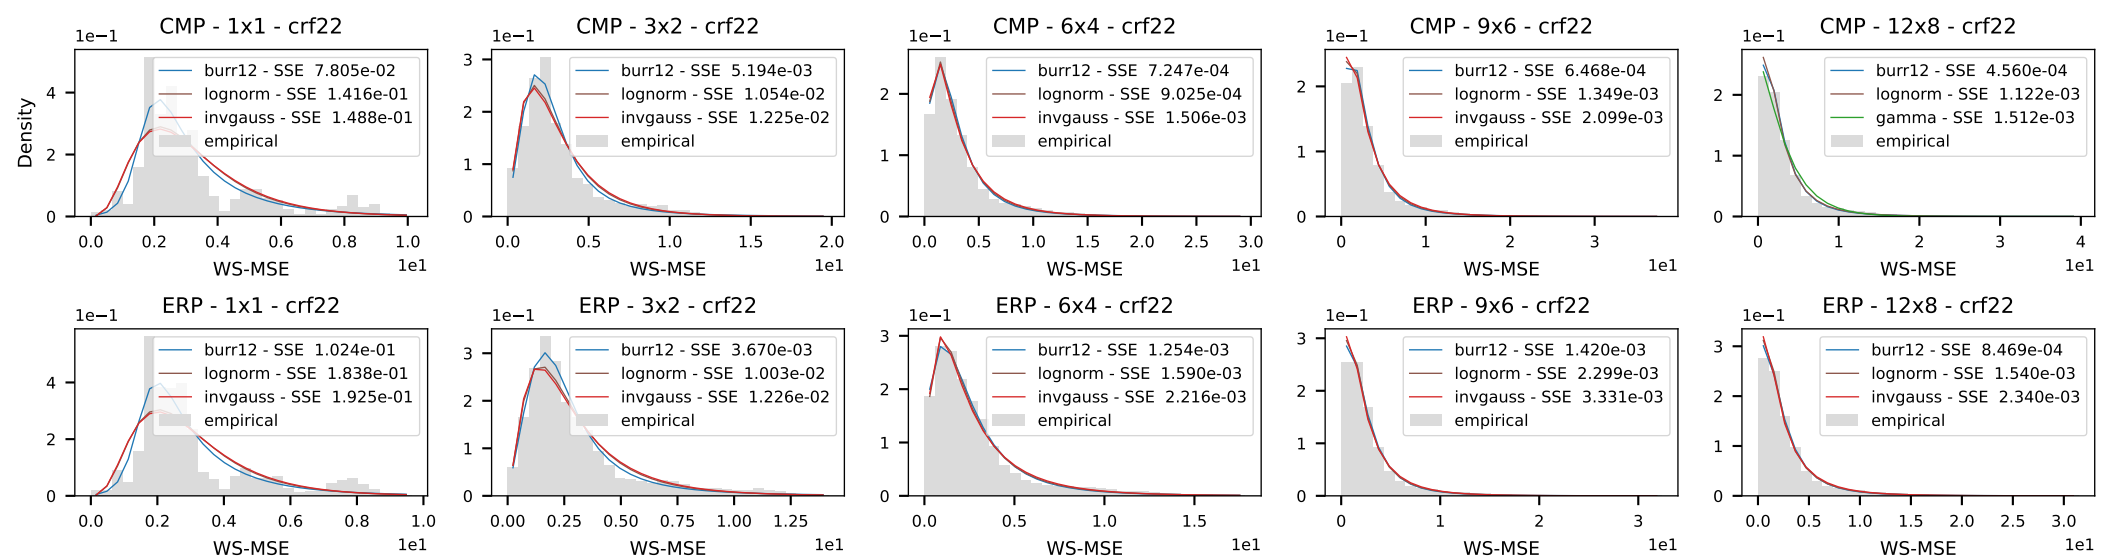 CMP - 1x1 - crf22
1e−1
burr12 - SSE 7.805e-02
lognorm - SSE 1.416e-01
invgauss - SSE 1.488e-01
empirical
Density
4
2
0
0.0 0.2 0.4 0.6 0.8 1.0
WS-MSE
1e1
CMP - 3x2 - crf22
1e−1
burr12 - SSE 5.194e-03
lognorm - SSE 1.054e-02
invgauss - SSE 1.225e-02
empirical
3
2
1
0
0.0 0.5 1.0 1.5 2.0
WS-MSE
1e1
CMP - 6x4 - crf22
1e−1
burr12 - SSE 7.247e-04
lognorm - SSE 9.025e-04
invgauss - SSE 1.506e-03
empirical
2
1
0
0.0 0.5 1.0 1.5 2.0 2.5 3.0
WS-MSE
1e1
CMP - 9x6 - crf22
1e−1
burr12 - SSE 6.468e-04
lognorm - SSE 1.349e-03
invgauss - SSE 2.099e-03
empirical
2
1
0
0 1 2 3
WS-MSE
1e1
CMP - 12x8 - crf22
1e−1
burr12 - SSE 4.560e-04
lognorm - SSE 1.122e-03
gamma - SSE 1.512e-03
empirical
2
1
0
0 1 2 3 4
WS-MSE
1e1
ERP - 1x1 - crf22
1e−1
burr12 - SSE 1.024e-01
lognorm - SSE 1.838e-01
invgauss - SSE 1.925e-01
empirical
4
2
0
0.0 0.2 0.4 0.6 0.8 1.0
WS-MSE
1e1
ERP - 3x2 - crf22
1e−1
burr12 - SSE 3.670e-03
lognorm - SSE 1.003e-02
invgauss - SSE 1.226e-02
empirical
3
2
1
0
0.00 0.25 0.50 0.75 1.00 1.25
WS-MSE
1e1
ERP - 6x4 - crf22
1e−1
burr12 - SSE 1.254e-03
lognorm - SSE 1.590e-03
invgauss - SSE 2.216e-03
empirical
3
2
1
0
0.0 0.5 1.0 1.5
WS-MSE
1e1
ERP - 9x6 - crf22
1e−1
burr12 - SSE 1.420e-03
lognorm - SSE 2.299e-03
invgauss - SSE 3.331e-03
empirical
3
2
1
0
0 1 2 3
WS-MSE
1e1
ERP - 12x8 - crf22
1e−1
burr12 - SSE 8.469e-04
lognorm - SSE 1.540e-03
invgauss - SSE 2.340e-03
empirical
3
2
1
0
0.0 0.5 1.0 1.5 2.0 2.5 3.0
WS-MSE
1e1